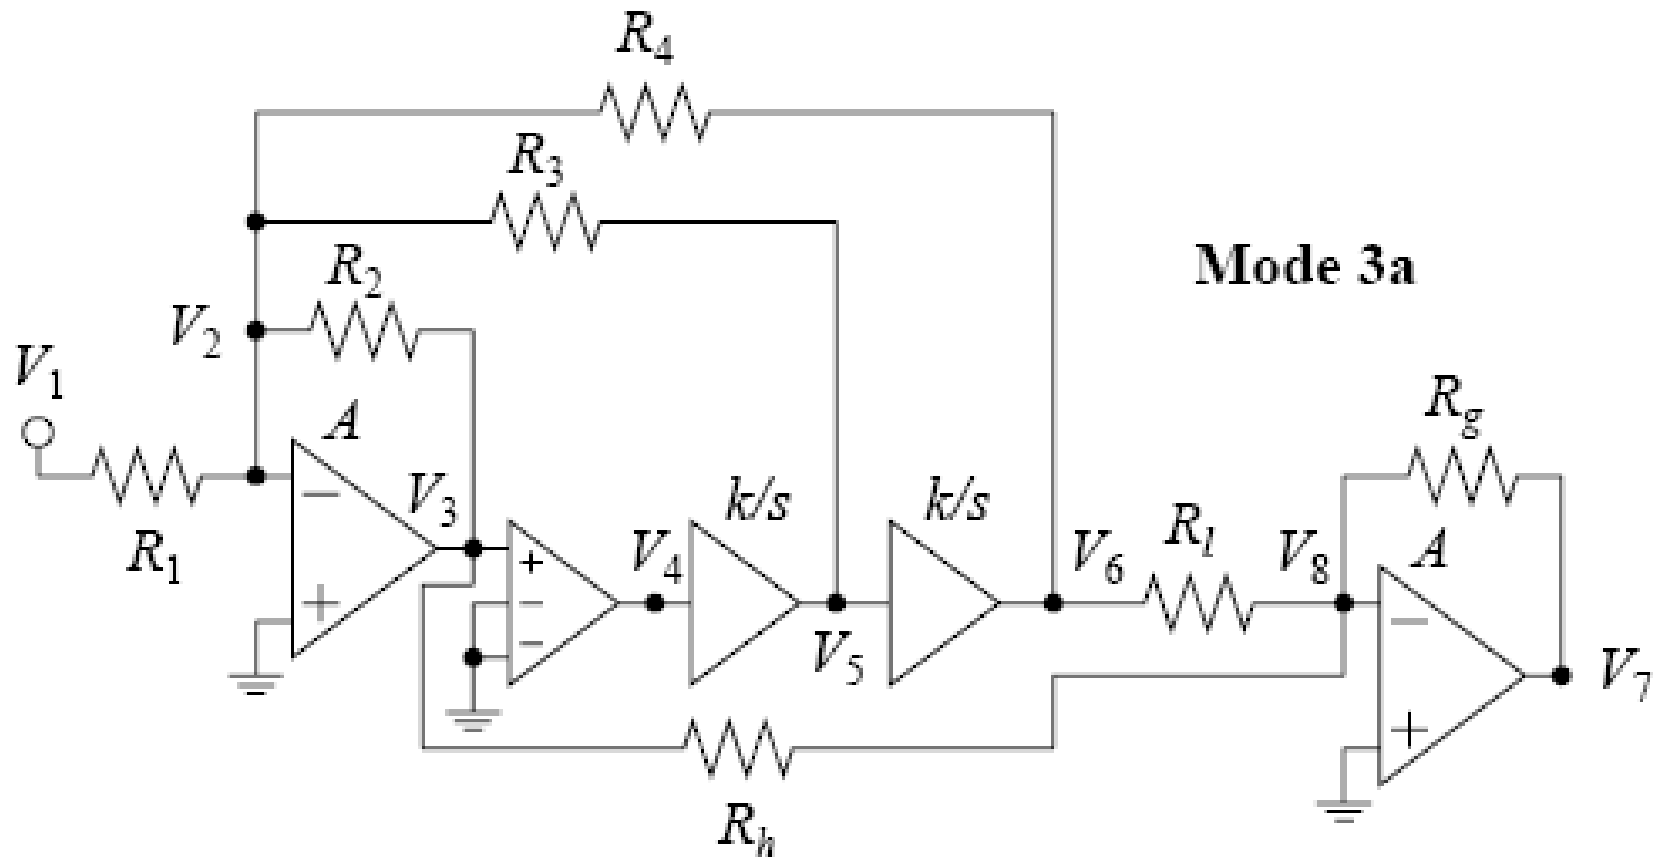 R4
R3
Mode 3a
R2
V2
V1
A
Rg
V3
k/s
k/s
R1
V4
V6
Rl
V8
A
+
−
+
−
−
V5
V7
−
+
Rh